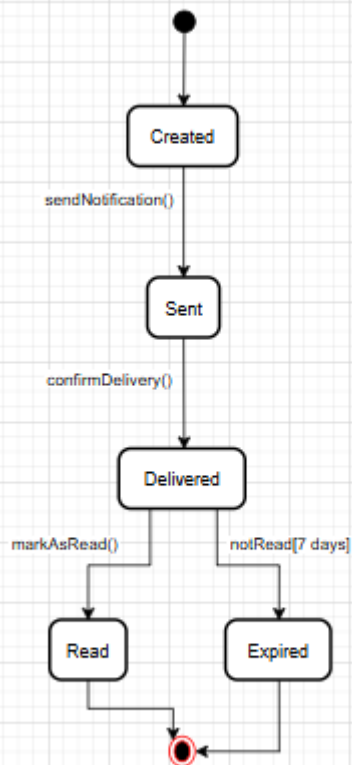 Created
sendNotification()
Sent
confirmDelivery()
Delivered
markAsRead()
notRead[7 days]
Read
Expired